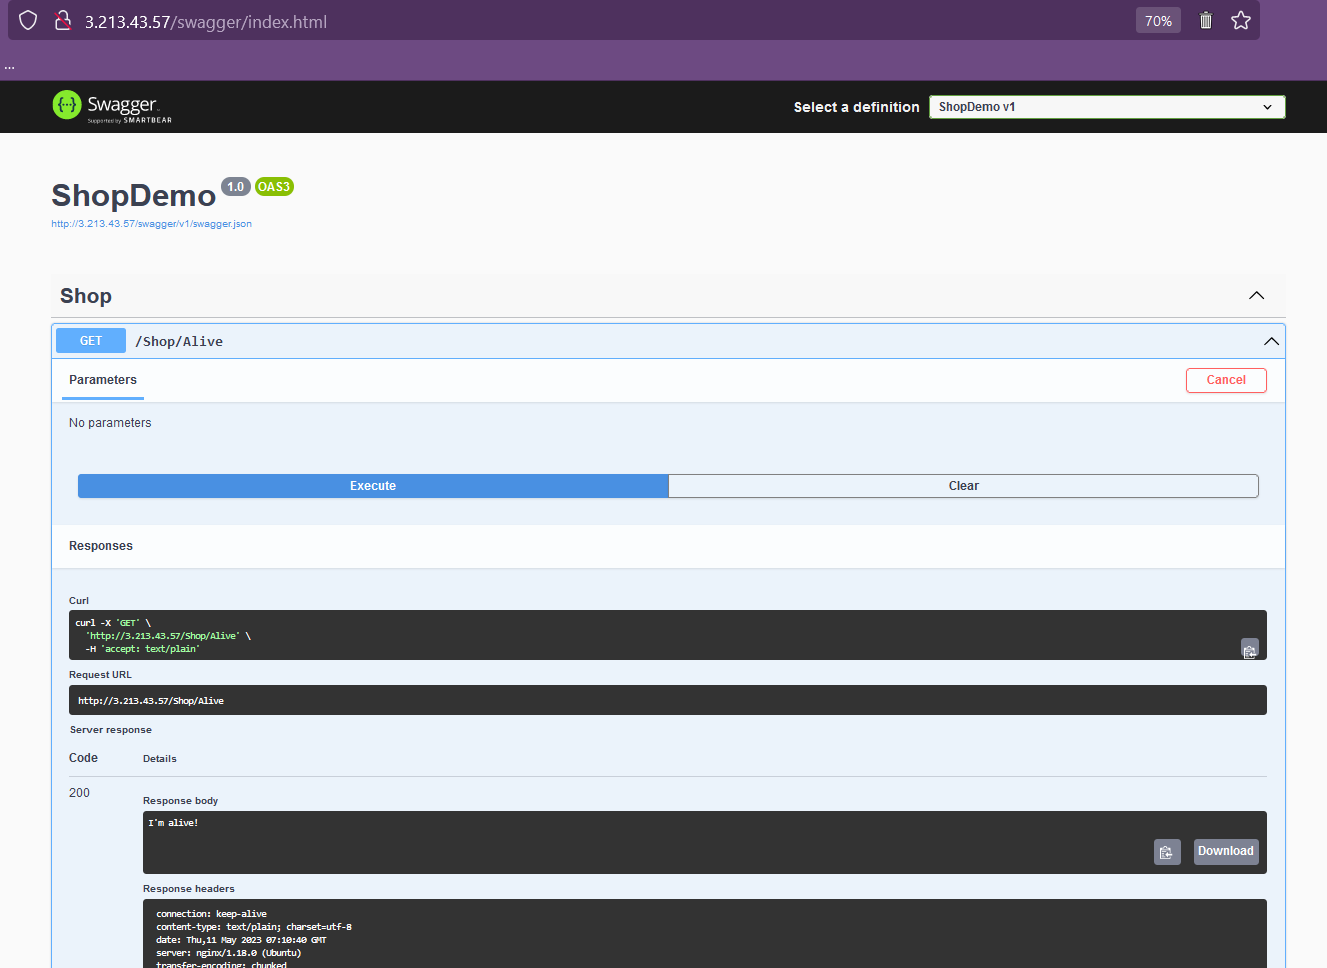 3.213.43.57/swagger/index.html
70%
...
Swagger
Supported by SMARTBEAR
Select a definition
ShopDemo v1
ShopDemo 1.0 OAS3
http://3.213.43.57/swagger/v1/swagger.json
Shop
GET /Shop/Alive
Parameters
Cancel
No parameters
Execute
Clear
Responses
Curl
curl -X 'GET' \
'http://3.213.43.57/Shop/Alive' \
-H 'accept: text/plain'
Request URL
http://3.213.43.57/Shop/Alive
Server response
Code
Details
200
Response body
I'm alive!
Download
Response headers
connection: keep-alive
content-type: text/plain; charset=utf-8
date: Thu,11 May 2023 07:10:40 GMT
server: nginx/1.18.0 (Ubuntu)
transfer-encoding: chunked